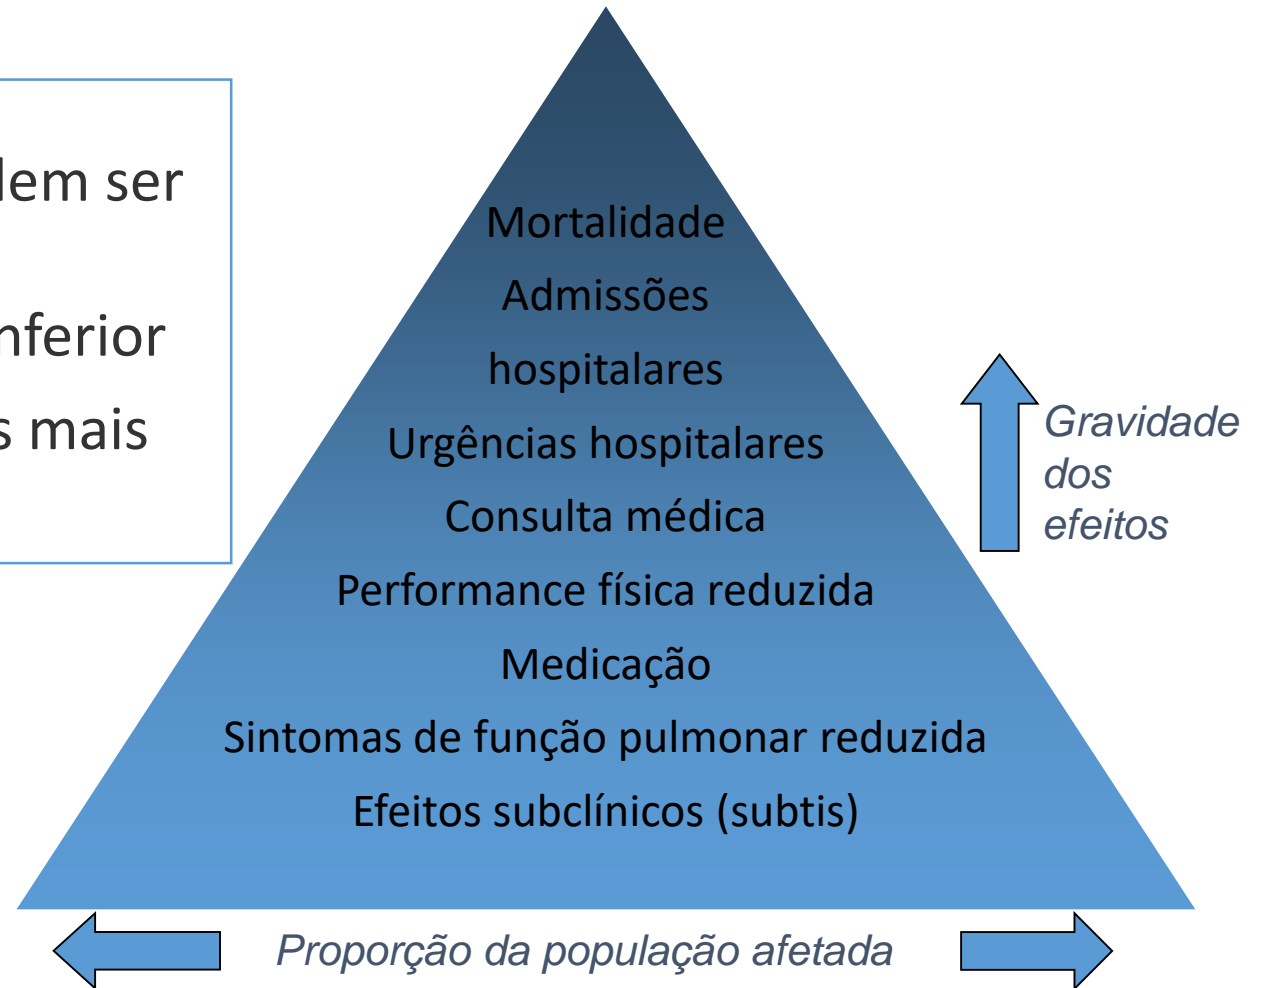 dem ser
nferior
s mais
Mortalidade
Admissões
hospitalares
Urgências hospitalares
Consulta médica
Performance física reduzida
Medicação
Sintomas de função pulmonar reduzida
Efeitos subclínicos (subtis)
Gravidade
dos
efeitos
Proporção da população afetada